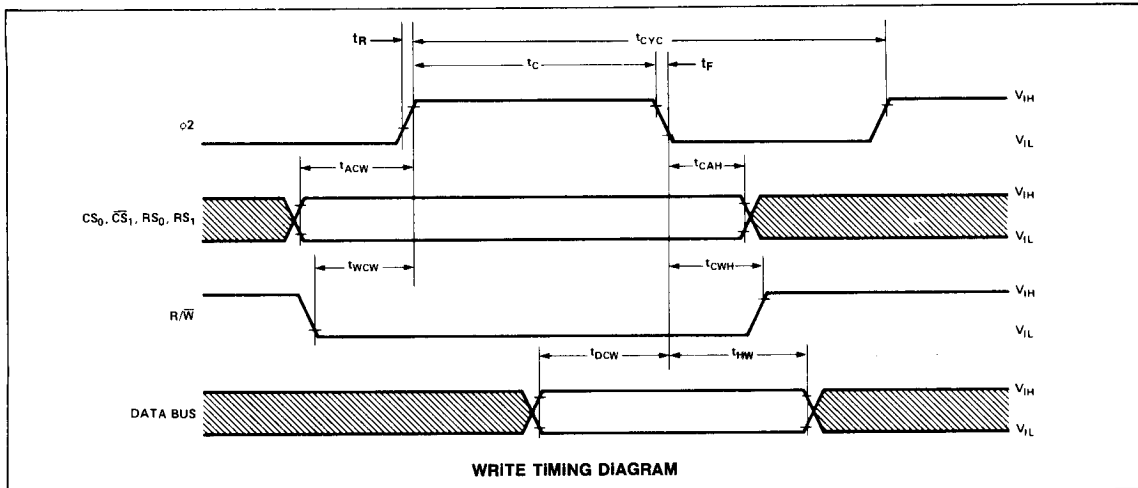 tR
tCYC
tC
tF
φ2
VIH
VIL
tACW
tCAH
CS0, C̅S̅1, RS0, RS1
VIH
VIL
tWCW
tCWH
R/W̅
VIH
VIL
tDCW
tHW
DATA BUS
VIH
VIL
WRITE TIMING DIAGRAM